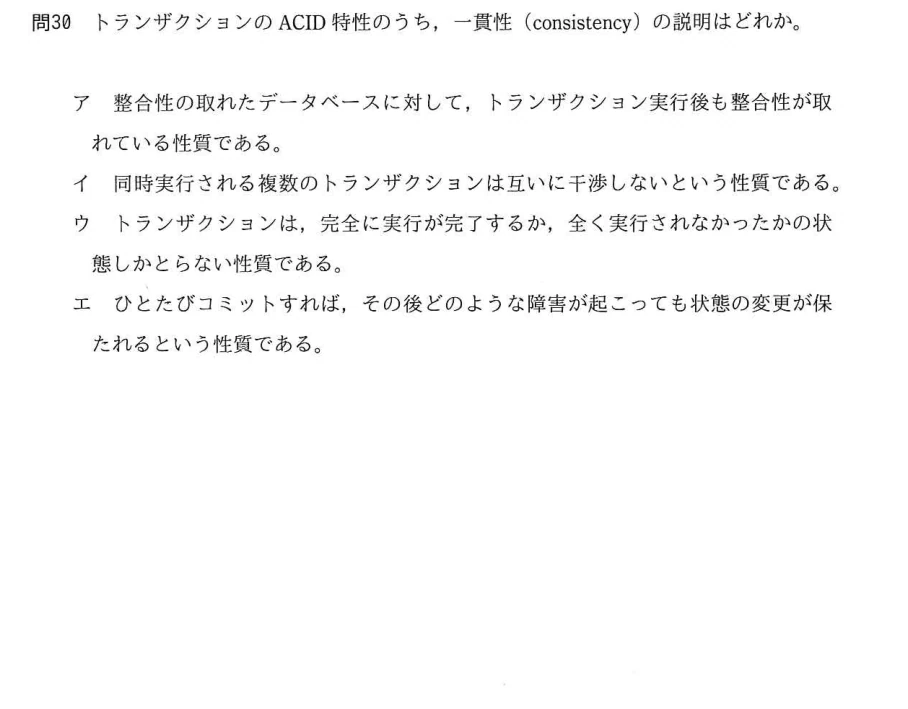 問30 トランザクションの ACID 特性のうち，一貫性（consistency）の説明はどれか。
ア 整合性の取れたデータベースに対して，トランザクション実行後も整合性が取
れている性質である。
イ 同時実行される複数のトランザクションは互いに干渉しないという性質である。
ウ トランザクションは，完全に実行が完了するか，全く実行されなかったかの状
態しかとらない性質である。
エ ひとたびコミットすれば，その後どのような障害が起こっても状態の変更が保
たれるという性質である。